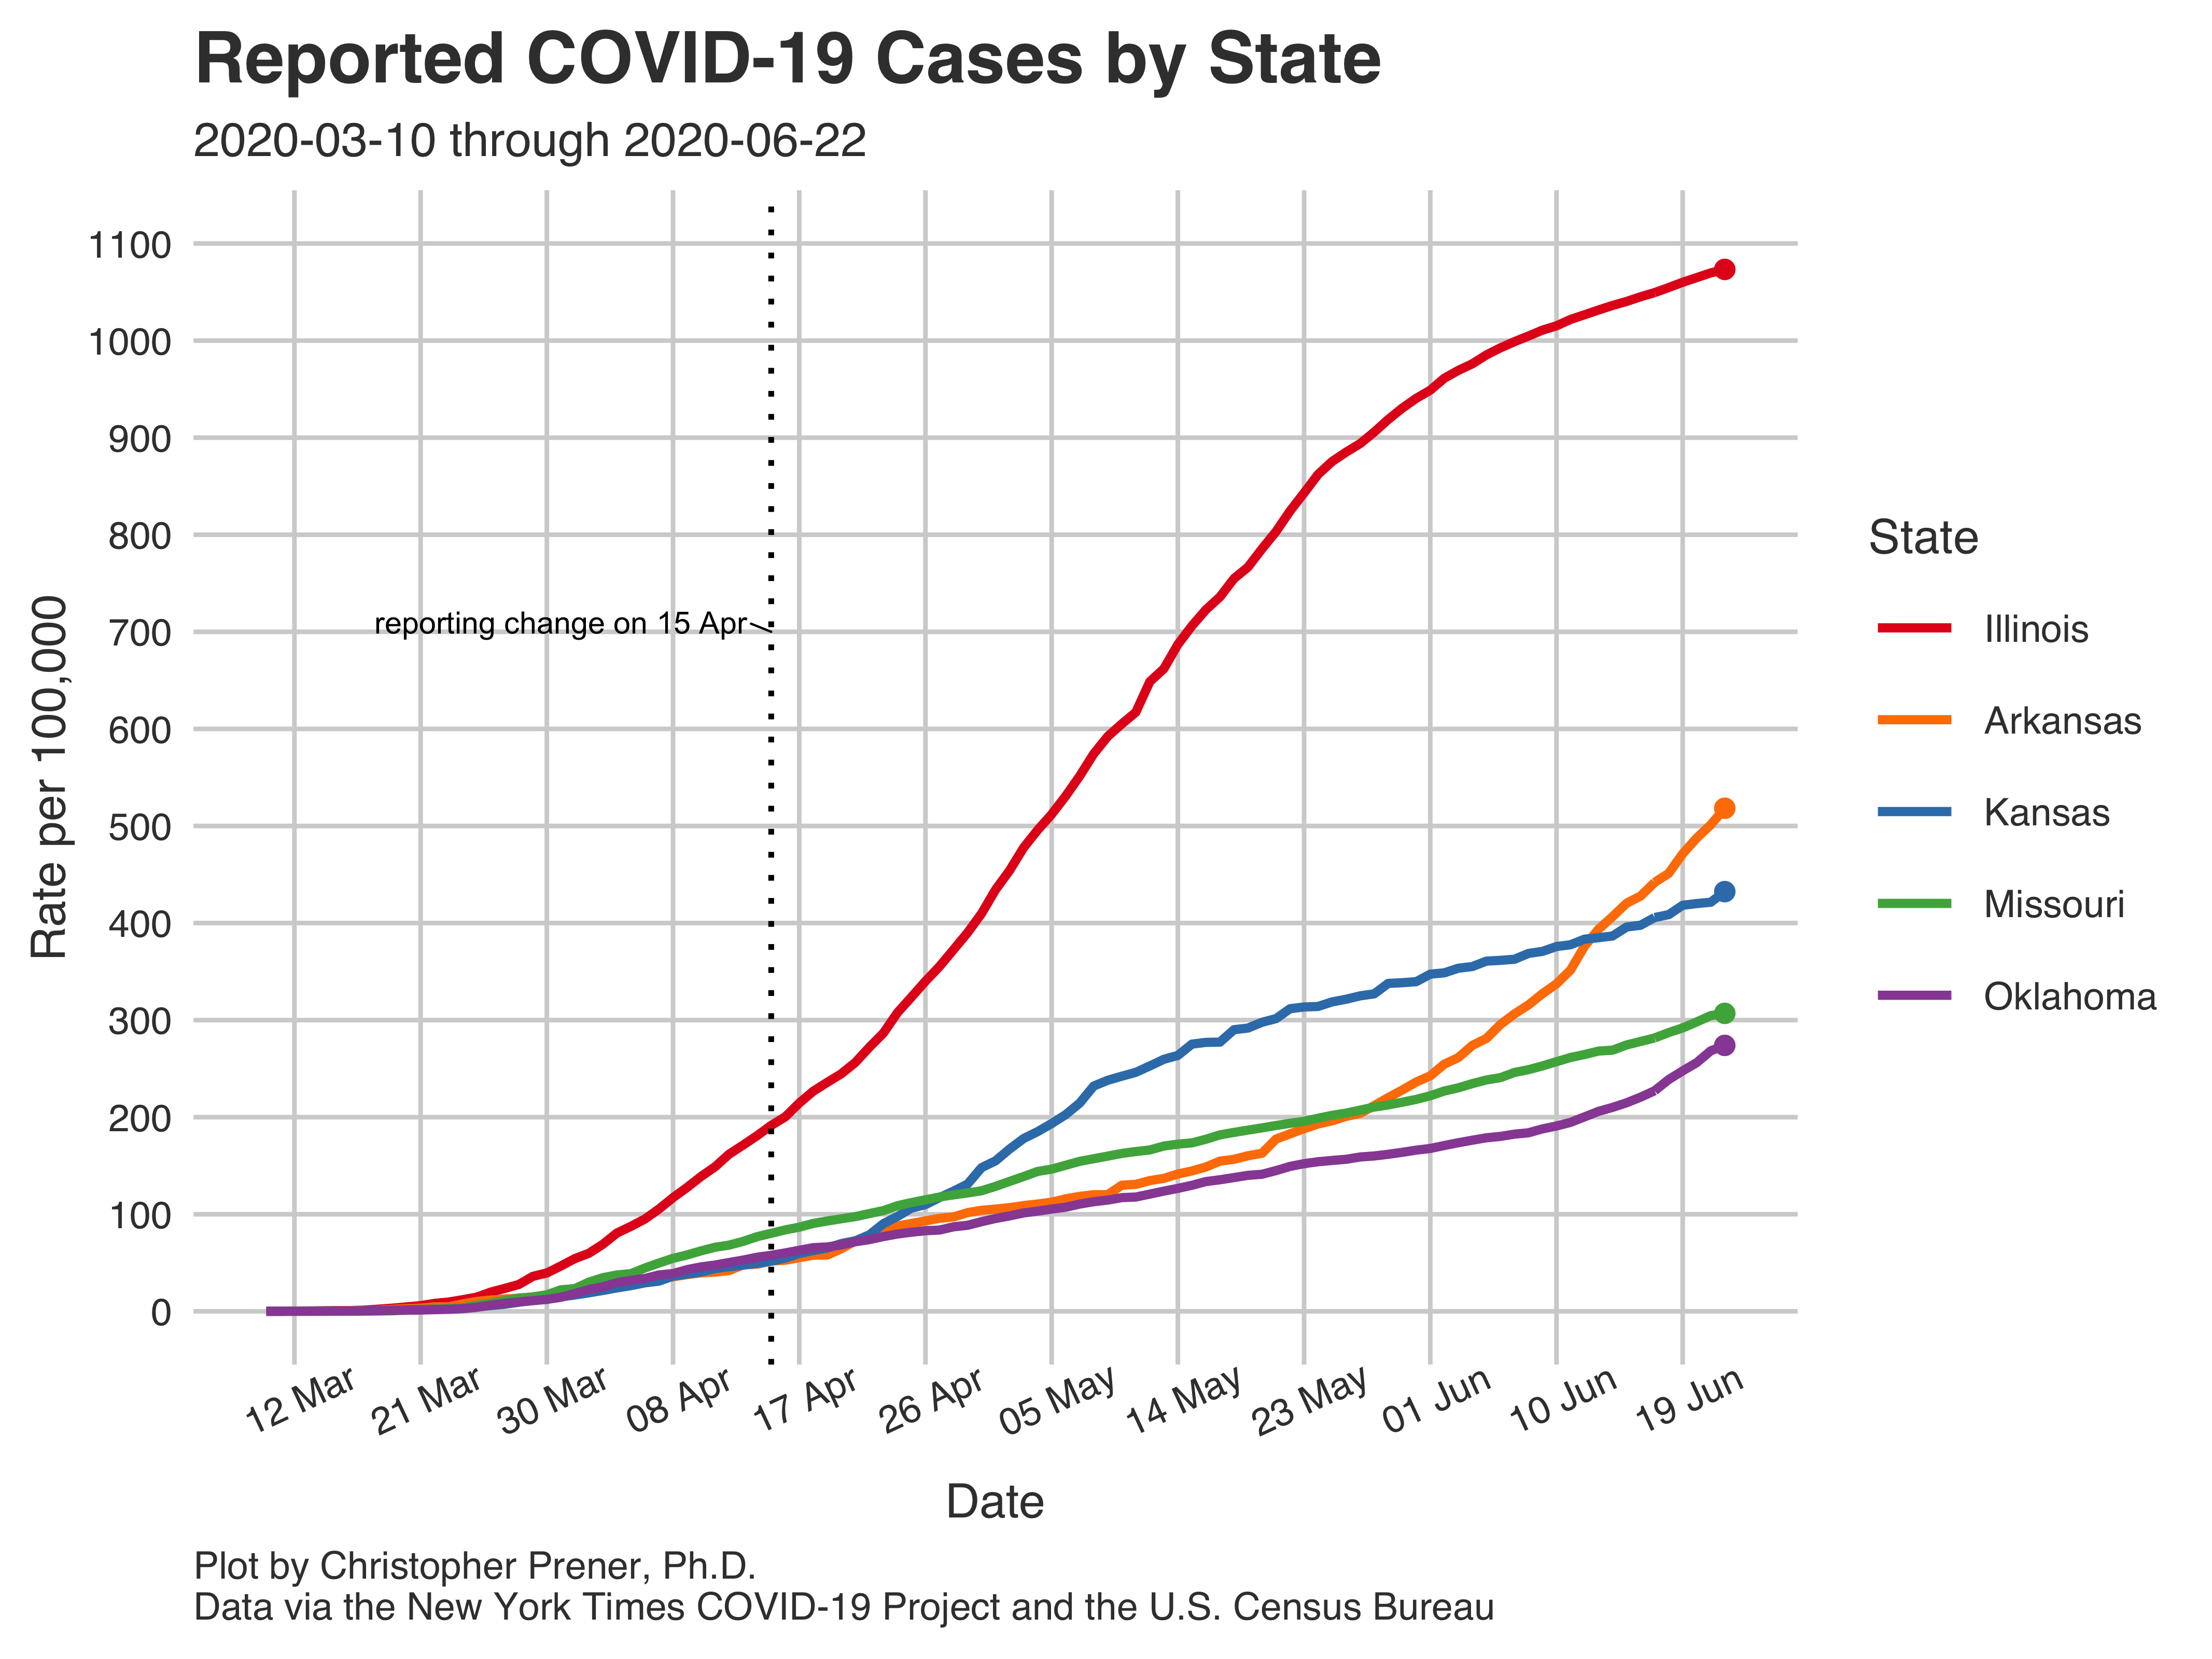 Reported COVID-19 Cases by State
2020-03-10 through 2020-06-22
1100
1000
900
800
700
600
500
400
300
200
100
0
Rate per 100,000
reporting change on 15 Apr
12 Mar
21 Mar
30 Mar
08 Apr
17 Apr
26 Apr
05 May
14 May
23 May
01 Jun
10 Jun
19 Jun
Date
State
Illinois
Arkansas
Kansas
Missouri
Oklahoma
Plot by Christopher Prener, Ph.D.
Data via the New York Times COVID-19 Project and the U.S. Census Bureau